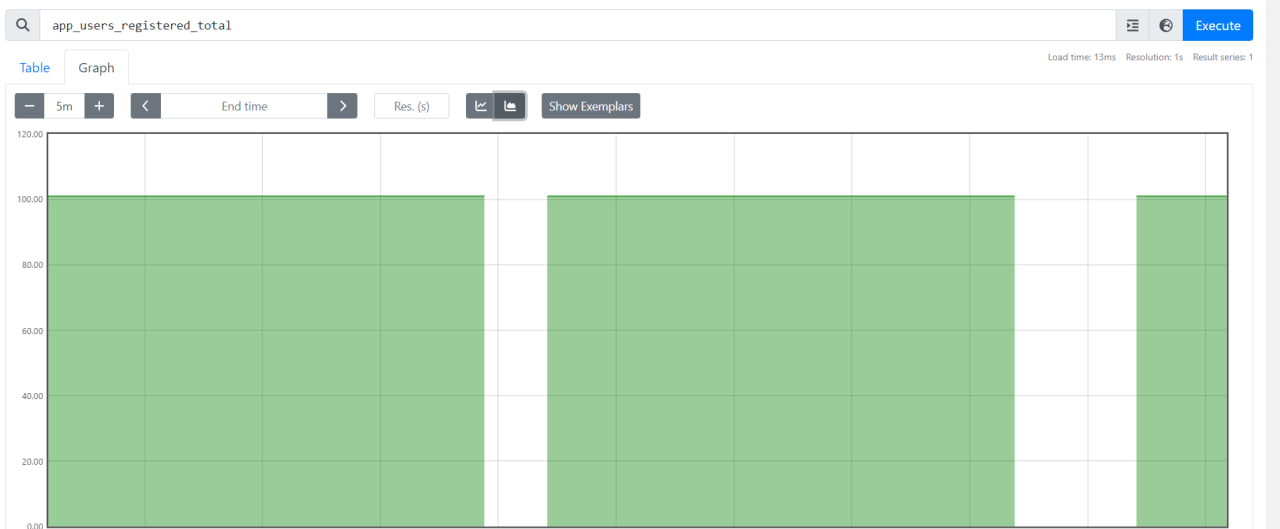 app_users_registered_total
Execute
Load time: 13ms Resolution: 1s Result series: 1
Table
Graph
5m
End time
Res. (s)
Show Exemplars
120.00
100.00
80.00
60.00
40.00
20.00
0.00